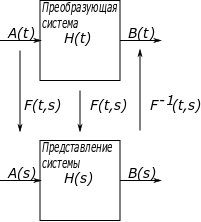 Преобразующая
система
A(t)
H(t)
B(t)
F(t,s)
F(t,s)
F⁻¹(t,s)
Представление
системы
A(s)
H(s)
B(s)